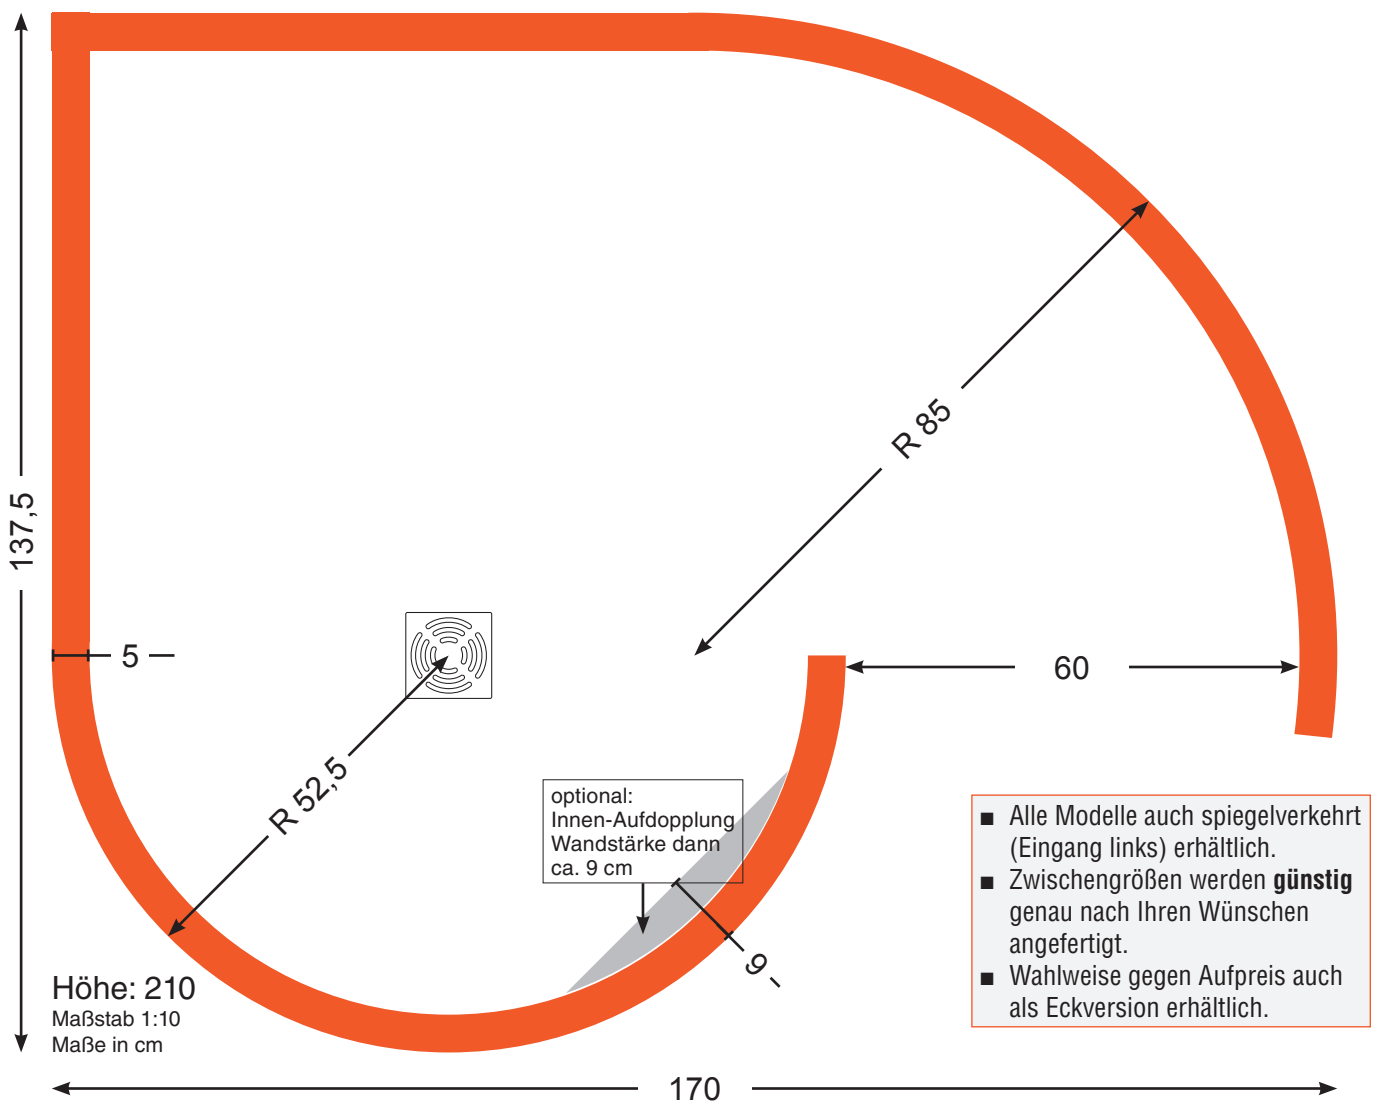 137,5
5
R 85
60
R 52,5
optional:
Innen-Aufdopplung
Wandstärke dann
ca. 9 cm
9
Höhe: 210
Maßstab 1:10
Maße in cm
170
■ Alle Modelle auch spiegelverkehrt
(Eingang links) erhältlich.
■ Zwischengrößen werden günstig
genau nach Ihren Wünschen
angefertigt.
■ Wahlweise gegen Aufpreis auch
als Eckversion erhältlich.